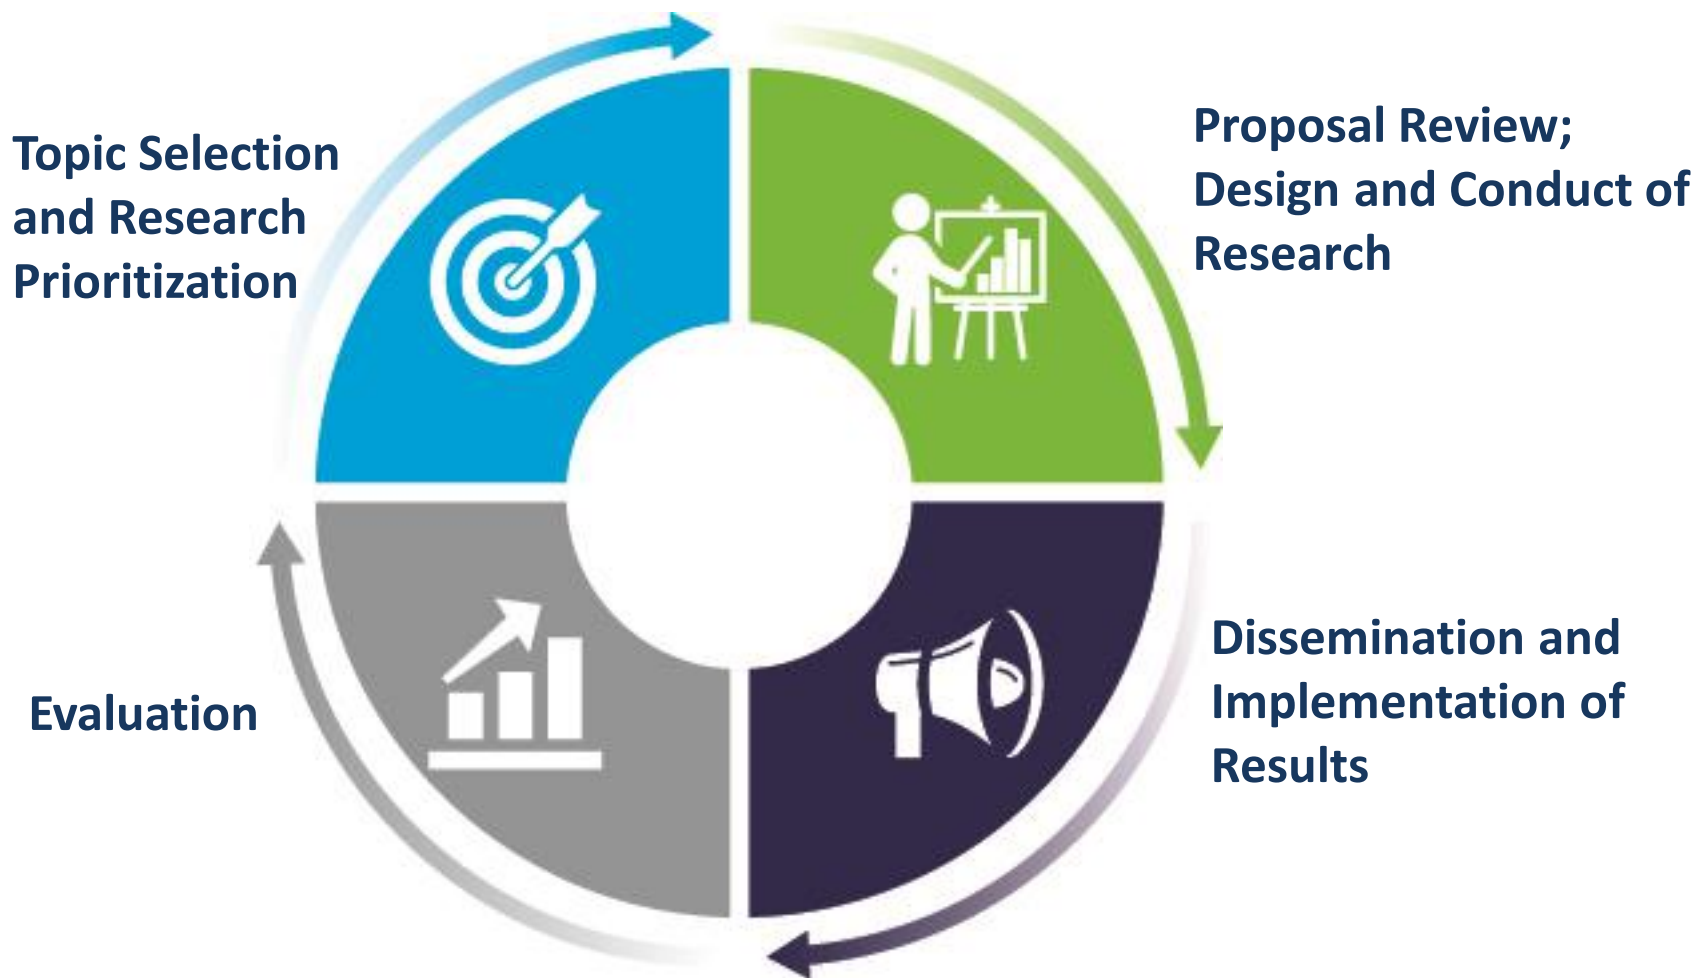 Topic Selection
and Research
Prioritization
Proposal Review;
Design and Conduct of
Research
Dissemination and
Implementation of
Results
Evaluation